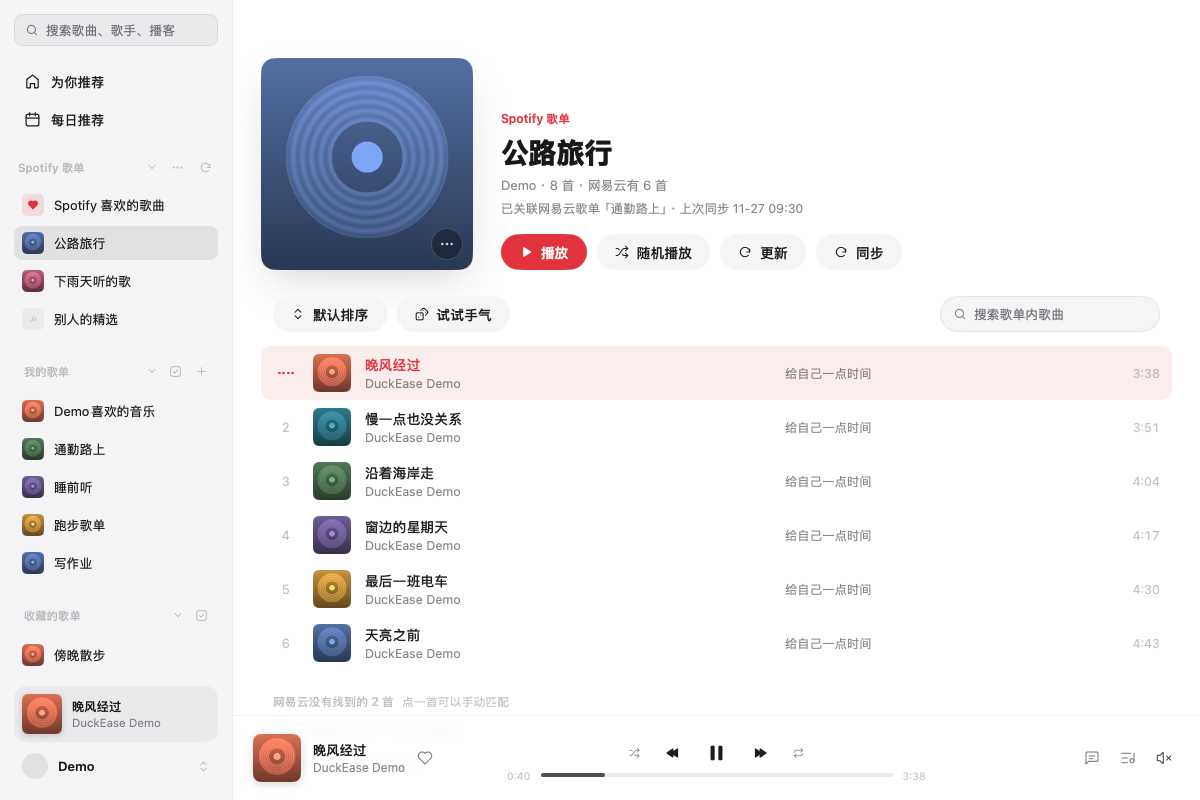 搜索歌曲、歌手、播客
为你推荐
每日推荐
Spotify 歌单
Spotify 喜欢的歌曲
公路旅行
下雨天听的歌
别人的精选
我的歌单
Demo喜欢的音乐
通勤路上
睡前听
跑步歌单
写作业
收藏的歌单
傍晚散步
晚风经过
DuckEase Demo
Demo
Spotify 歌单
公路旅行
Demo · 8 首 · 网易云有 6 首
已关联网易云歌单「通勤路上」· 上次同步 11-27 09:30
播放
随机播放
更新
同步
默认排序
试试手气
搜索歌单内歌曲
晚风经过
DuckEase Demo
给自己一点时间
3:38
2
慢一点也没关系
DuckEase Demo
给自己一点时间
3:51
3
沿着海岸走
DuckEase Demo
给自己一点时间
4:04
4
窗边的星期天
DuckEase Demo
给自己一点时间
4:17
5
最后一班电车
DuckEase Demo
给自己一点时间
4:30
6
天亮之前
DuckEase Demo
给自己一点时间
4:43
网易云没有找到的 2 首 点一首可以手动匹配
晚风经过
DuckEase Demo
0:40
3:38